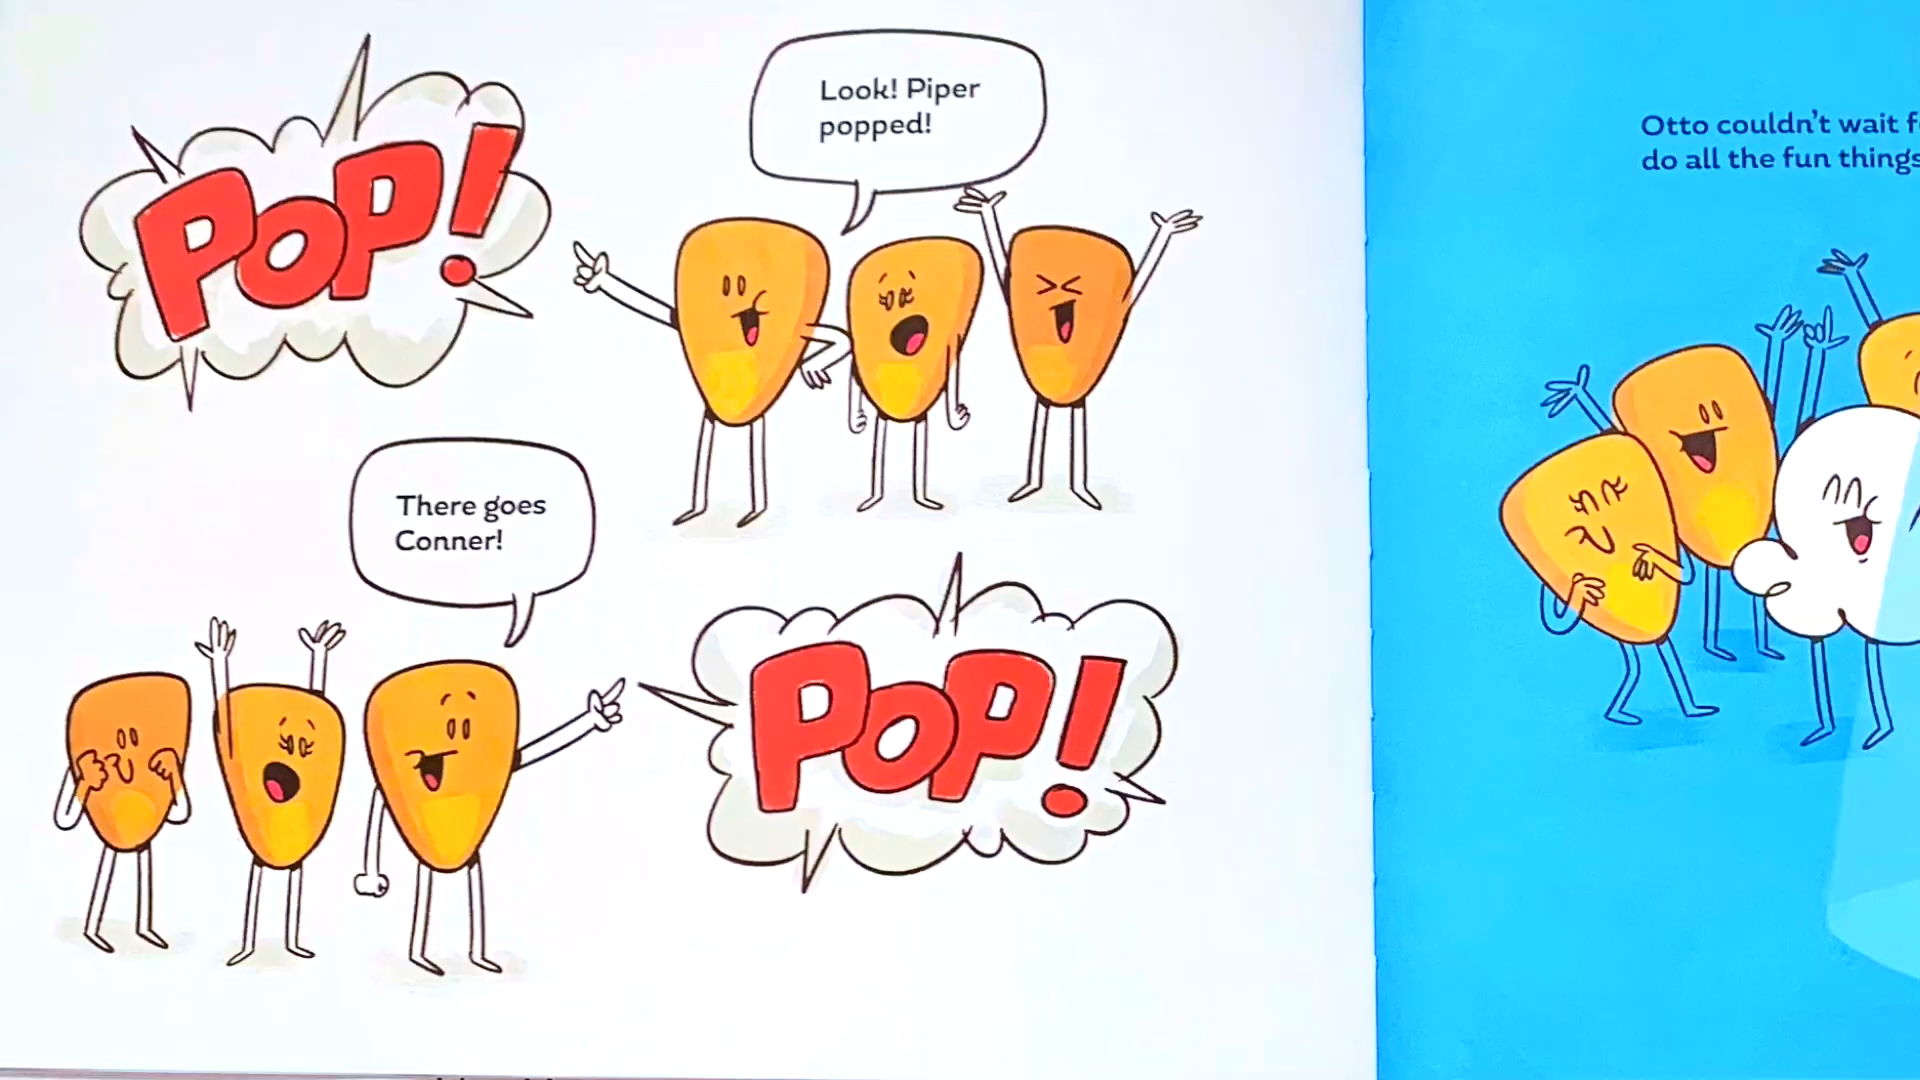 POP!
Look! Piper
popped!
There goes
Conner!
POP!
Otto couldn't wait
do all the fun things